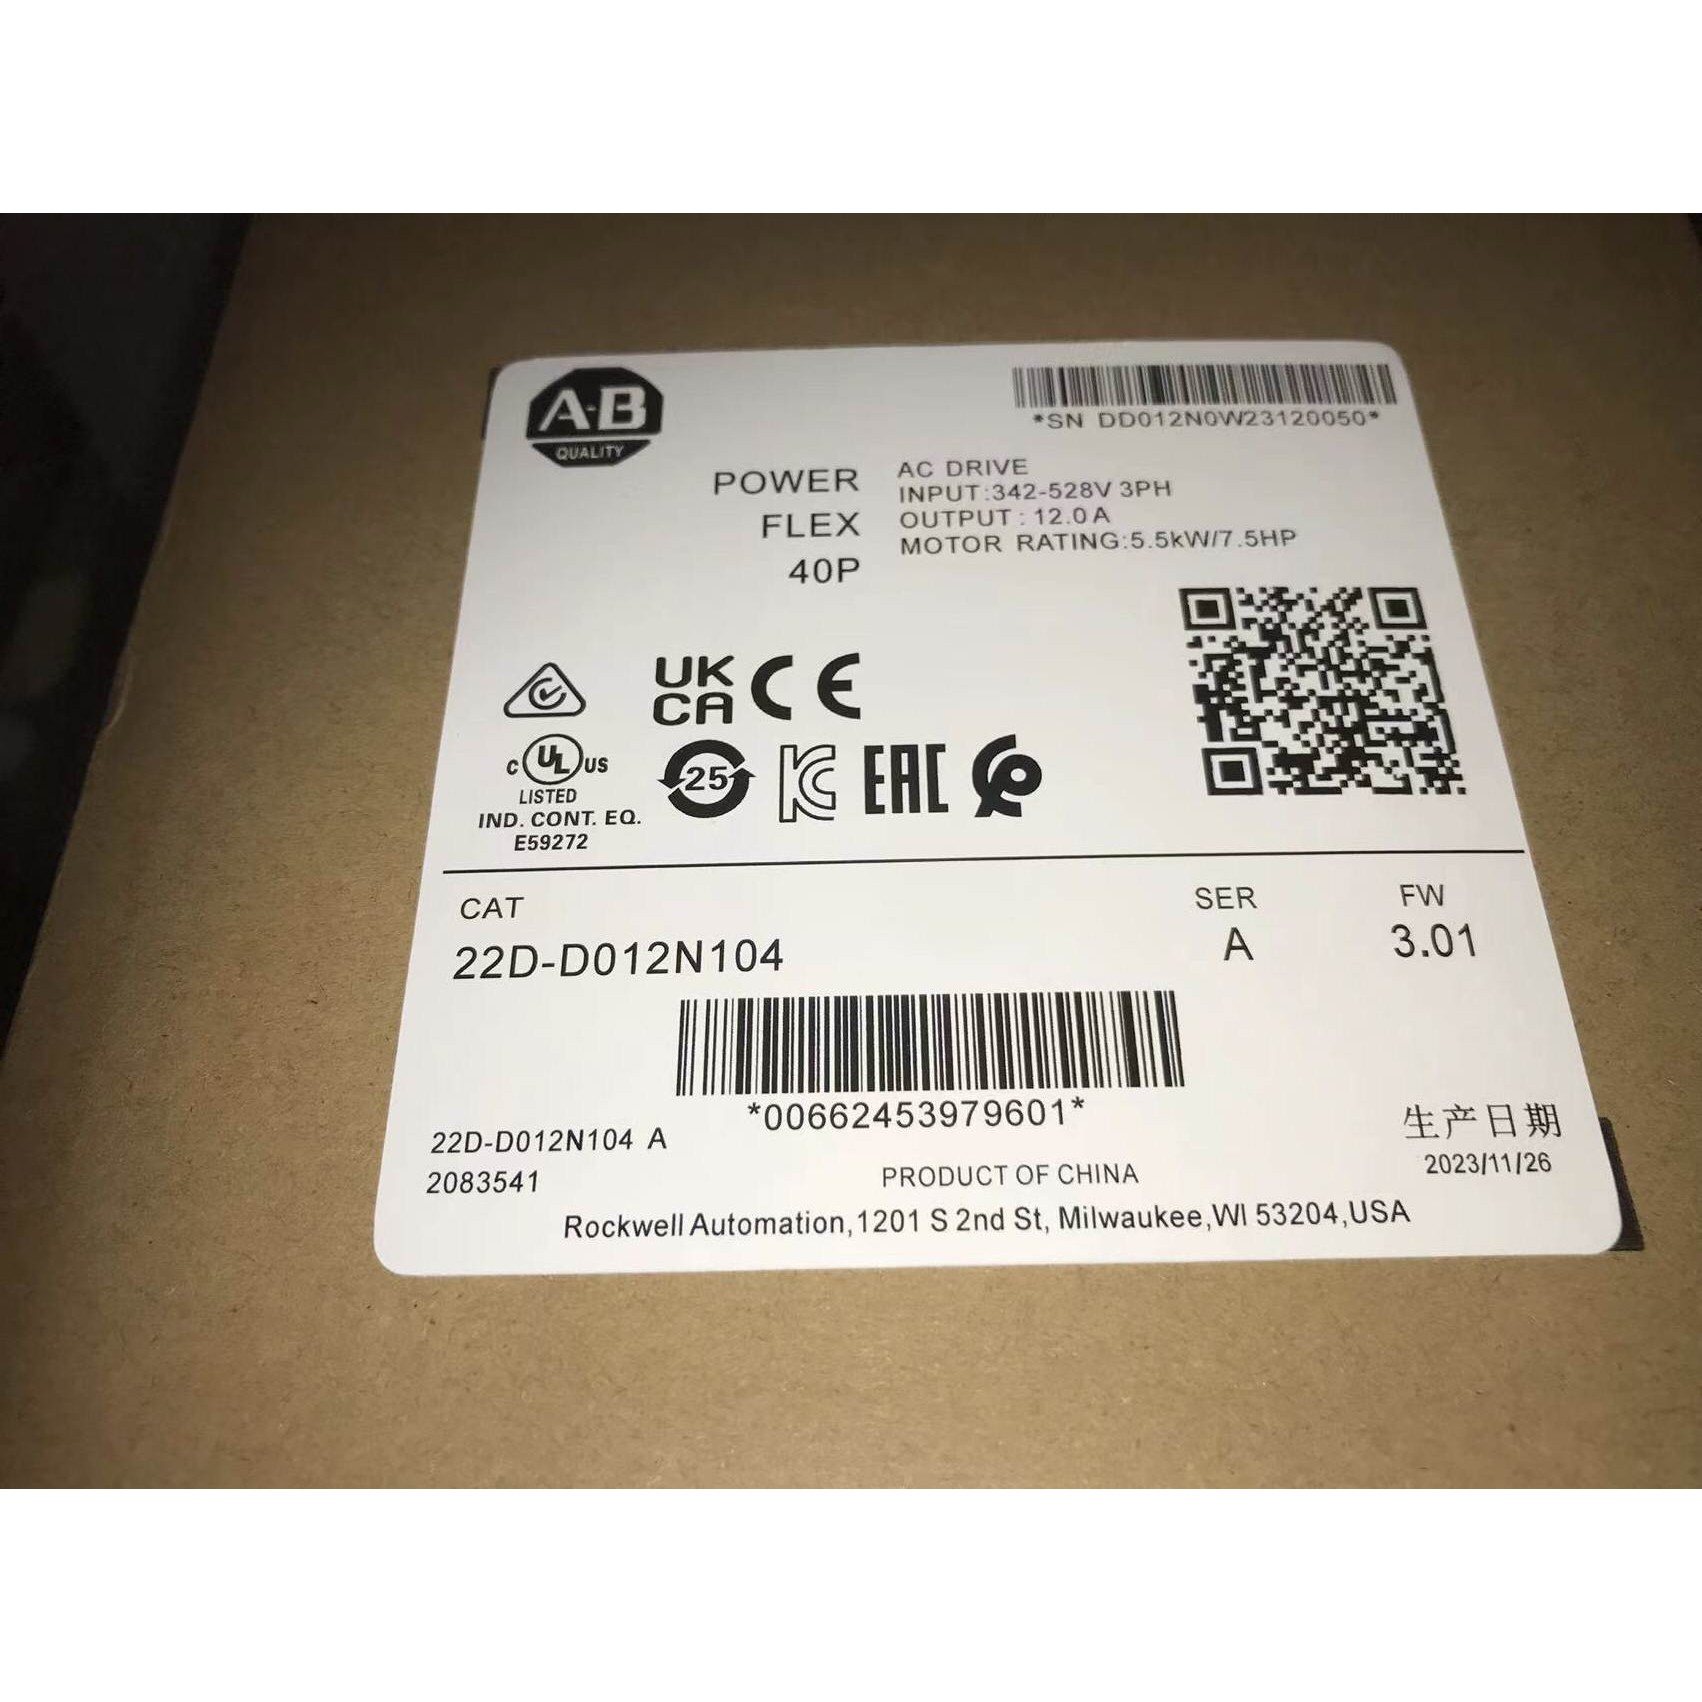 A-B
QUALITY
*SN DD012N0W23120050*
POWER
FLEX
40P
AC DRIVE
INPUT:342-528V 3PH
OUTPUT: 12.0A
MOTOR RATING:5.5kW/7.5HP
UK
CA
CE
C UL US
LISTED
IND. CONT. EQ.
E59272
25
KC
EAC
CAT
22D-D012N104
SER
A
FW
3.01
*00662453979601*
22D-D012N104 A
2083541
PRODUCT OF CHINA
生产日期
2023/11/26
Rockwell Automation,1201 S 2nd St, Milwaukee,WI 53204,USA